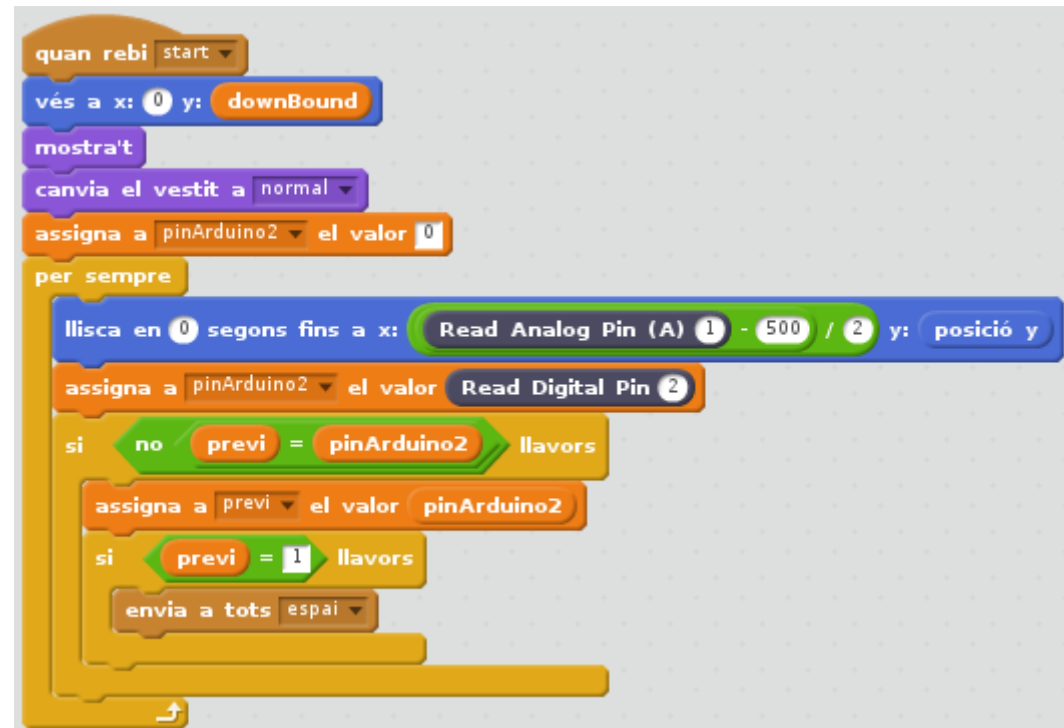 quan rebi start
vés a x: 0 y: downBound
mostra't
canvia el vestit a normal
assigna a pinArduino2 el valor 0
per sempre
llisca en 0 segons fins a x: Read Analog Pin (A) 1 - 500 / 2 y: posició y
assigna a pinArduino2 el valor Read Digital Pin 2
si no previ = pinArduino2 llavors
assigna a previ el valor pinArduino2
si previ = 1 llavors
envia a tots espai